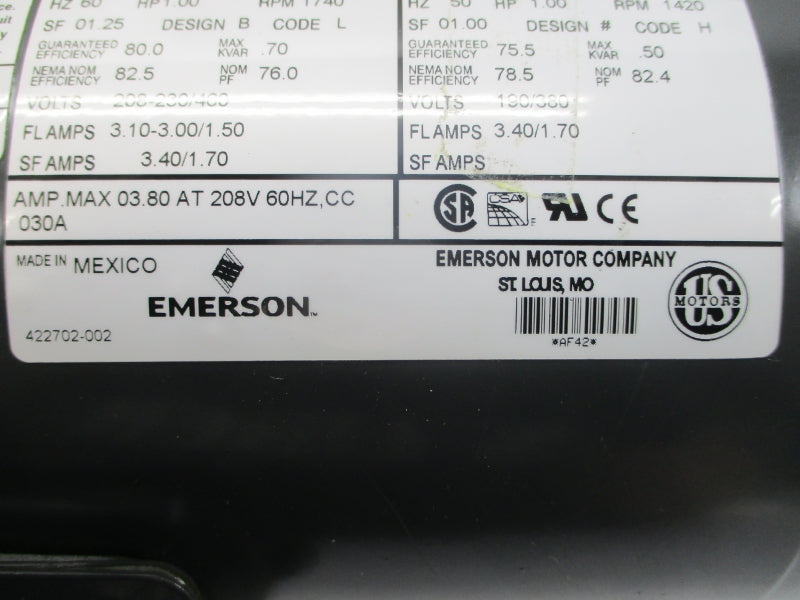 ce.
uit
y
HZ 60 HP 1.00 RPM 1740
SF 01.25 DESIGN B CODE L
GUARANTEED EFFICIENCY 80.0 MAX KVAR .70
NEMA NOM EFFICIENCY 82.5 NOM PF 76.0
VOLTS 208-230/460
FL AMPS 3.10-3.00/1.50
SF AMPS 3.40/1.70
HZ 50 HP 1.00 RPM 1420
SF 01.00 DESIGN # CODE H
GUARANTEED EFFICIENCY 75.5 MAX KVAR .50
NEMA NOM EFFICIENCY 78.5 NOM PF 82.4
VOLTS 190/380
FL AMPS 3.40/1.70
SF AMPS
AMP.MAX 03.80 AT 208V 60HZ,CC
030A
SA CSA E UR CE
MADE IN MEXICO
EMERSON™
422702-002
EMERSON MOTOR COMPANY
ST. LOUIS, MO
*AF42*
US
MOTORS